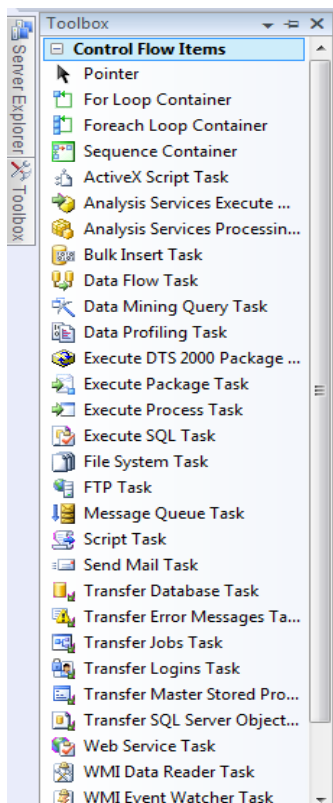 Toolbox
Server Explorer
Toolbox
Control Flow Items
Pointer
For Loop Container
Foreach Loop Container
Sequence Container
ActiveX Script Task
Analysis Services Execute ...
Analysis Services Processin...
Bulk Insert Task
Data Flow Task
Data Mining Query Task
Data Profiling Task
Execute DTS 2000 Package ...
Execute Package Task
Execute Process Task
Execute SQL Task
File System Task
FTP Task
Message Queue Task
Script Task
Send Mail Task
Transfer Database Task
Transfer Error Messages Ta...
Transfer Jobs Task
Transfer Logins Task
Transfer Master Stored Pro...
Transfer SQL Server Object...
Web Service Task
WMI Data Reader Task
WMI Event Watcher Task